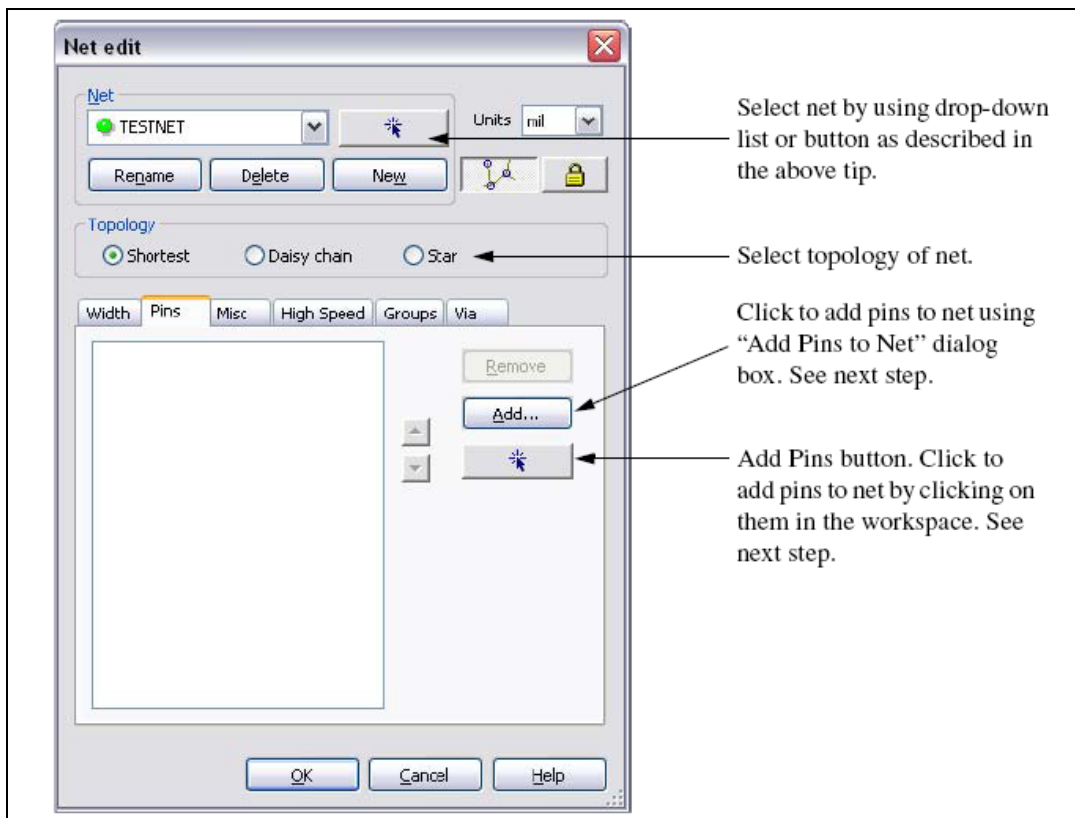 Net edit
Net
TESTNET
Units mil
Rename Delete New
Topology
Shortest Daisy chain Star
Width Pins Misc High Speed Groups Via
Remove
Add...
OK Cancel Help
Select net by using drop-down
list or button as described in
the above tip.
Select topology of net.
Click to add pins to net using
“Add Pins to Net” dialog
box. See next step.
Add Pins button. Click to
add pins to net by clicking on
them in the workspace. See
next step.